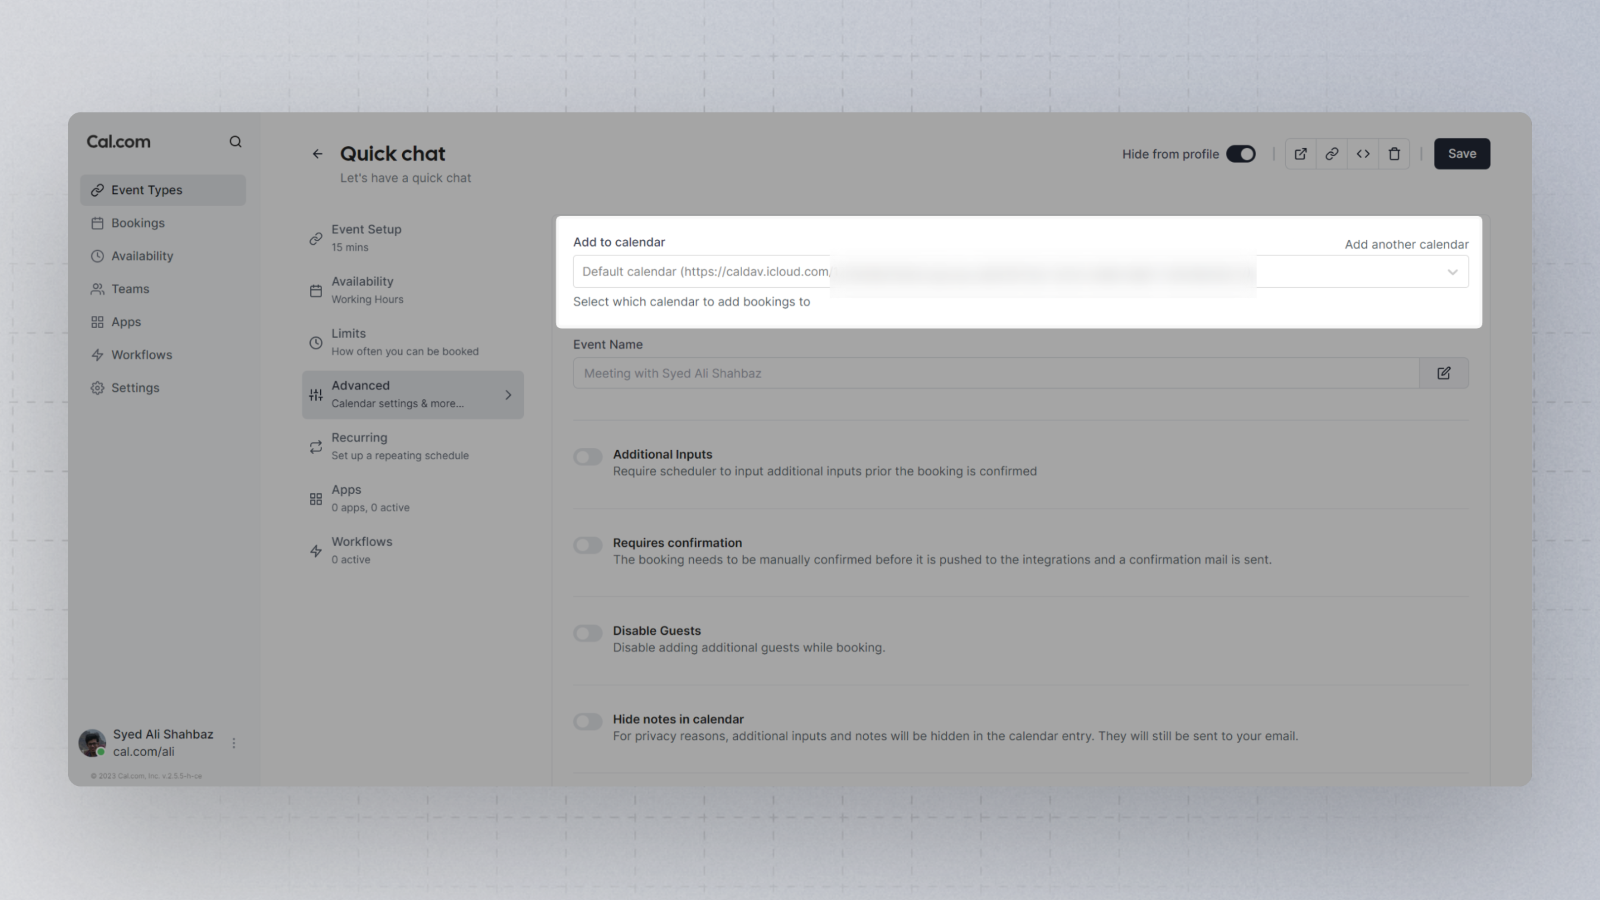 Cal.com
Event Types
Bookings
Availability
Teams
Apps
Workflows
Settings
Syed Ali Shahbaz
cal.com/ali
© 2023 Cal.com, Inc. v.2.5.5-h-ce
Quick chat
Let's have a quick chat
Hide from profile
Save
Event Setup
15 mins
Availability
Working Hours
Limits
How often you can be booked
Advanced
Calendar settings & more...
Recurring
Set up a repeating schedule
Apps
0 apps, 0 active
Workflows
0 active
Add to calendar
Add another calendar
Default calendar (https://caldav.icloud.com/
Select which calendar to add bookings to
Event Name
Meeting with Syed Ali Shahbaz
Additional Inputs
Require scheduler to input additional inputs prior the booking is confirmed
Requires confirmation
The booking needs to be manually confirmed before it is pushed to the integrations and a confirmation mail is sent.
Disable Guests
Disable adding additional guests while booking.
Hide notes in calendar
For privacy reasons, additional inputs and notes will be hidden in the calendar entry. They will still be sent to your email.